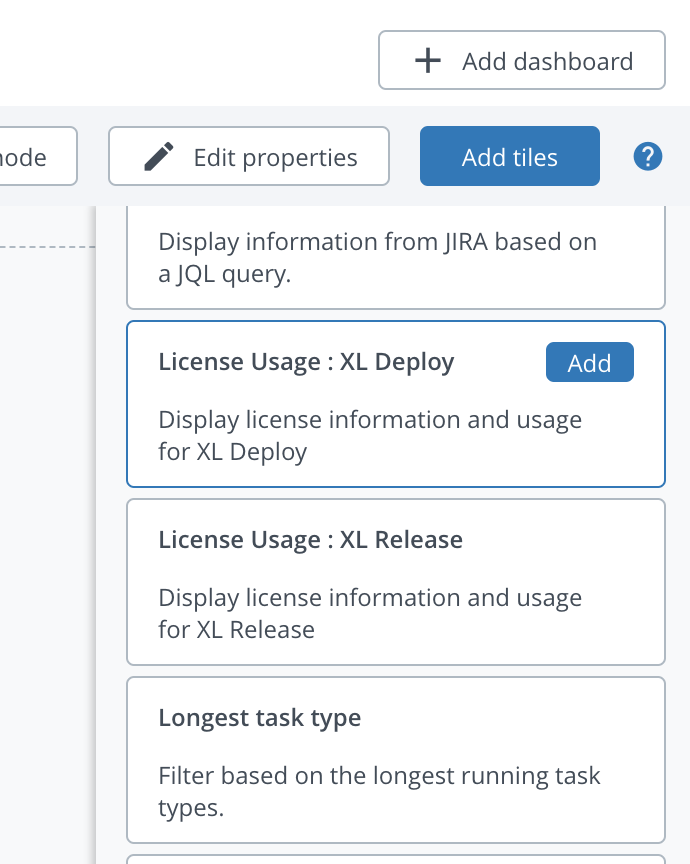 Add dashboard
Edit properties
Add tiles
?
Display information from JIRA based on
a JQL query.
License Usage : XL Deploy
Add
Display license information and usage
for XL Deploy
License Usage : XL Release
Display license information and usage
for XL Release
Longest task type
Filter based on the longest running task
types.